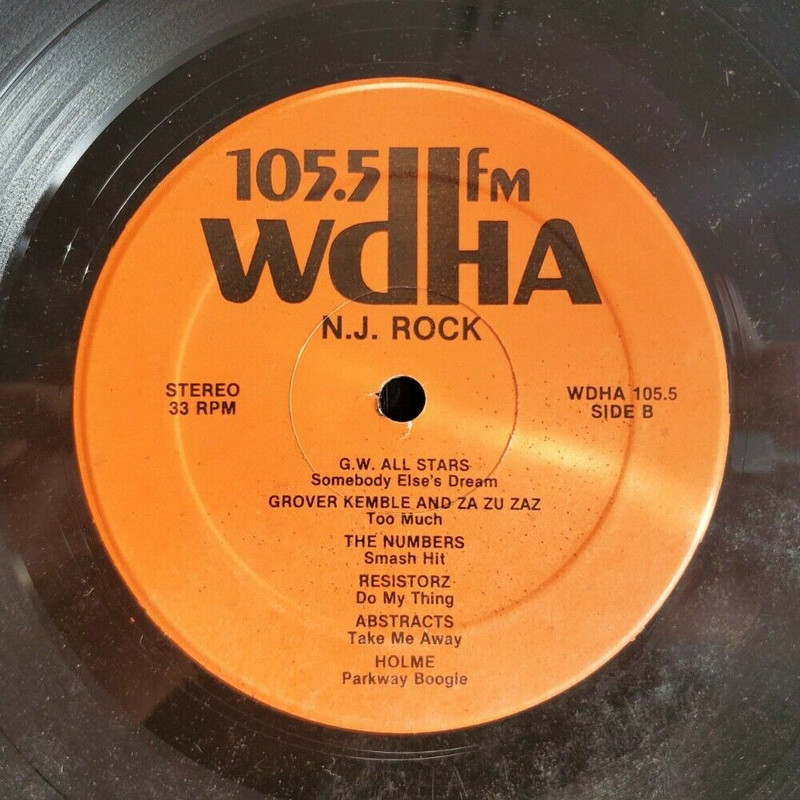 105.5 fM
WdHA
N.J. ROCK
STEREO
33 RPM
WDHA 105.5
SIDE B
G.W. ALL STARS
Somebody Else's Dream
GROVER KEMBLE AND ZA ZU ZAZ
Too Much
THE NUMBERS
Smash Hit
RESISTORZ
Do My Thing
ABSTRACTS
Take Me Away
HOLME
Parkway Boogie